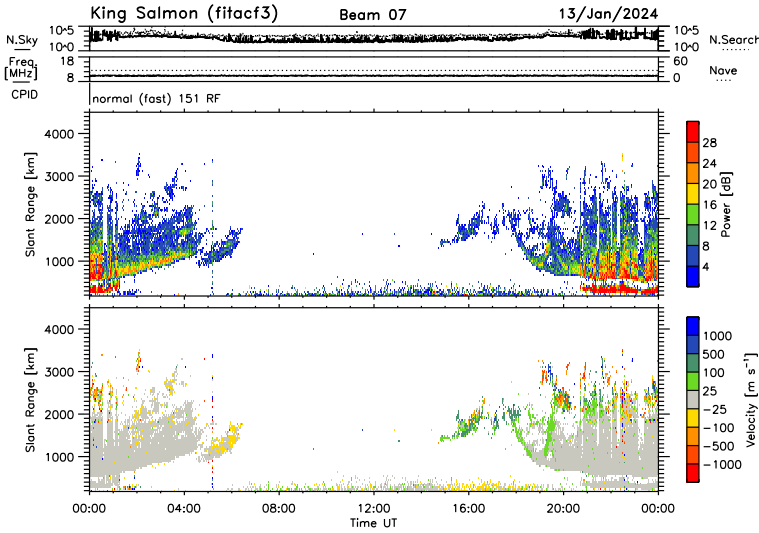 King Salmon (fitacf3) Beam 07 13/Jan/2024
N.Sky 10^5 10^0 10^5 10^0 N.Search
Freq. [MHz] 18 8 60 0 Nave
CPID normal (fast) 151 RF
Slant Range [km]
4000
3000
2000
1000
28
24
20
16
12
8
4
Power [dB]
Slant Range [km]
4000
3000
2000
1000
1000
500
100
25
-25
-100
-500
-1000
Velocity [m s⁻¹]
00:00 04:00 08:00 12:00 16:00 20:00 00:00
Time UT